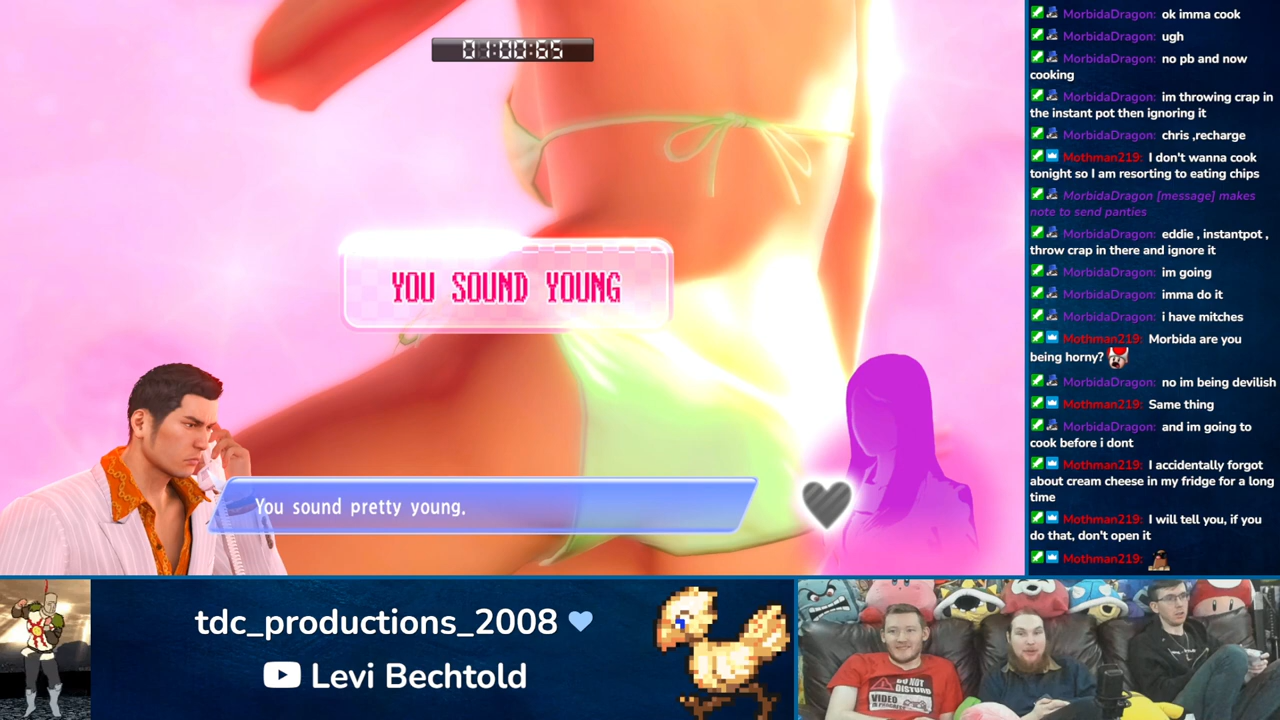 01:00:65
YOU SOUND YOUNG
You sound pretty young.
MorbidaDragon: ok imma cook
MorbidaDragon: ugh
MorbidaDragon: no pb and now
cooking
MorbidaDragon: im throwing crap in
the instant pot then ignoring it
MorbidaDragon: chris ,recharge
Mothman219: I don't wanna cook
tonight so I am resorting to eating chips
MorbidaDragon [message] makes
note to send panties
MorbidaDragon: eddie , instantpot ,
throw crap in there and ignore it
MorbidaDragon: im going
MorbidaDragon: imma do it
MorbidaDragon: i have mitches
Mothman219: Morbida are you
being horny?
MorbidaDragon: no im being devilish
Mothman219: Same thing
MorbidaDragon: and im going to
cook before i dont
Mothman219: I accidentally forgot
about cream cheese in my fridge for a long
time
Mothman219: I will tell you, if you
do that, don't open it
Mothman219:
tdc_productions_2008
Levi Bechtold
DO NOT
DISTURB
VIDEO